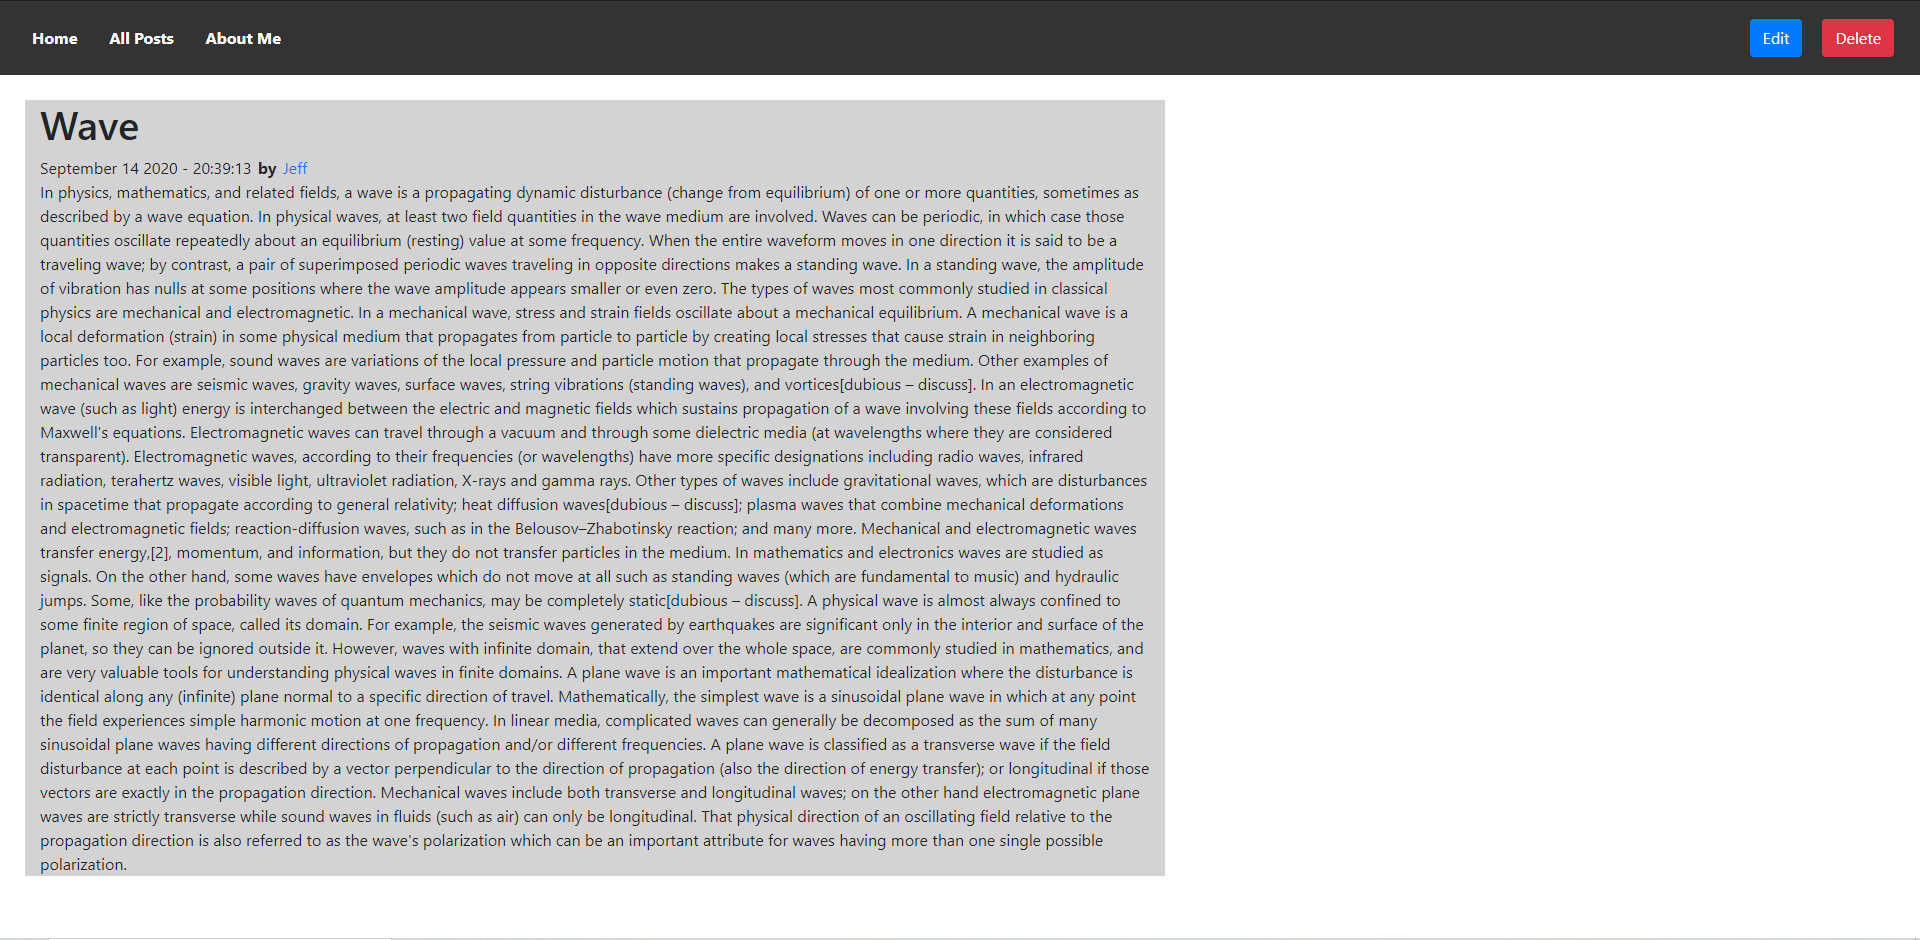 Home All Posts About Me Edit Delete
Wave
September 14 2020 - 20:39:13 by Jeff
In physics, mathematics, and related fields, a wave is a propagating dynamic disturbance (change from equilibrium) of one or more quantities, sometimes as
described by a wave equation. In physical waves, at least two field quantities in the wave medium are involved. Waves can be periodic, in which case those
quantities oscillate repeatedly about an equilibrium (resting) value at some frequency. When the entire waveform moves in one direction it is said to be a
traveling wave; by contrast, a pair of superimposed periodic waves traveling in opposite directions makes a standing wave. In a standing wave, the amplitude
of vibration has nulls at some positions where the wave amplitude appears smaller or even zero. The types of waves most commonly studied in classical
physics are mechanical and electromagnetic. In a mechanical wave, stress and strain fields oscillate about a mechanical equilibrium. A mechanical wave is a
local deformation (strain) in some physical medium that propagates from particle to particle by creating local stresses that cause strain in neighboring
particles too. For example, sound waves are variations of the local pressure and particle motion that propagate through the medium. Other examples of
mechanical waves are seismic waves, gravity waves, surface waves, string vibrations (standing waves), and vortices[dubious – discuss]. In an electromagnetic
wave (such as light) energy is interchanged between the electric and magnetic fields which sustains propagation of a wave involving these fields according to
Maxwell's equations. Electromagnetic waves can travel through a vacuum and through some dielectric media (at wavelengths where they are considered
transparent). Electromagnetic waves, according to their frequencies (or wavelengths) have more specific designations including radio waves, infrared
radiation, terahertz waves, visible light, ultraviolet radiation, X-rays and gamma rays. Other types of waves include gravitational waves, which are disturbances
in spacetime that propagate according to general relativity; heat diffusion waves[dubious – discuss]; plasma waves that combine mechanical deformations
and electromagnetic fields; reaction-diffusion waves, such as in the Belousov–Zhabotinsky reaction; and many more. Mechanical and electromagnetic waves
transfer energy,[2], momentum, and information, but they do not transfer particles in the medium. In mathematics and electronics waves are studied as
signals. On the other hand, some waves have envelopes which do not move at all such as standing waves (which are fundamental to music) and hydraulic
jumps. Some, like the probability waves of quantum mechanics, may be completely static[dubious – discuss]. A physical wave is almost always confined to
some finite region of space, called its domain. For example, the seismic waves generated by earthquakes are significant only in the interior and surface of the
planet, so they can be ignored outside it. However, waves with infinite domain, that extend over the whole space, are commonly studied in mathematics, and
are very valuable tools for understanding physical waves in finite domains. A plane wave is an important mathematical idealization where the disturbance is
identical along any (infinite) plane normal to a specific direction of travel. Mathematically, the simplest wave is a sinusoidal plane wave in which at any point
the field experiences simple harmonic motion at one frequency. In linear media, complicated waves can generally be decomposed as the sum of many
sinusoidal plane waves having different directions of propagation and/or different frequencies. A plane wave is classified as a transverse wave if the field
disturbance at each point is described by a vector perpendicular to the direction of propagation (also the direction of energy transfer); or longitudinal if those
vectors are exactly in the propagation direction. Mechanical waves include both transverse and longitudinal waves; on the other hand electromagnetic plane
waves are strictly transverse while sound waves in fluids (such as air) can only be longitudinal. That physical direction of an oscillating field relative to the
propagation direction is also referred to as the wave's polarization which can be an important attribute for waves having more than one single possible
polarization.